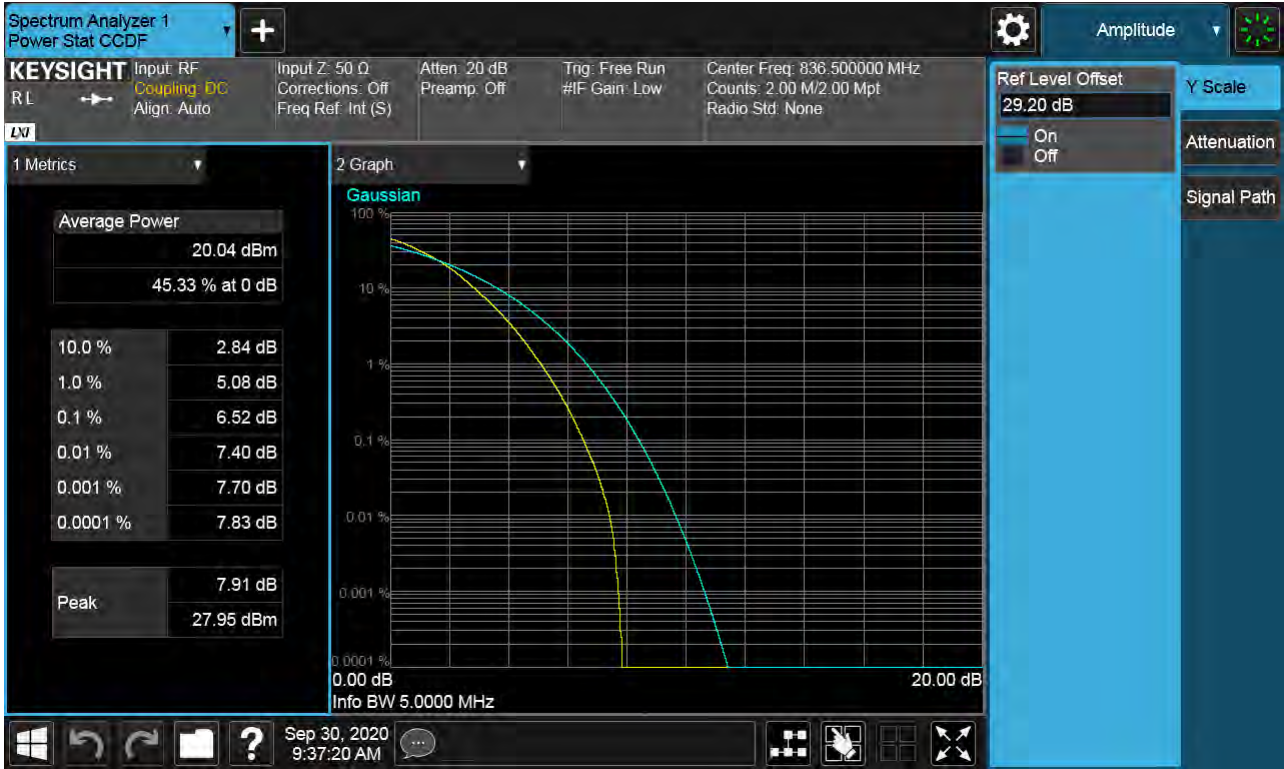 Spectrum Analyzer 1
Power Stat CCDF
+
Amplitude
KEYSIGHT
R L
LXI
Input: RF
Coupling: DC
Align: Auto
Input Z: 50 Ω
Corrections: Off
Freq Ref: Int (S)
Atten: 20 dB
Preamp: Off
Trig: Free Run
#IF Gain: Low
Center Freq: 836.500000 MHz
Counts: 2.00 M/2.00 Mpt
Radio Std: None
Ref Level Offset
29.20 dB
On
Off
Y Scale
Attenuation
Signal Path
1 Metrics
Average Power
20.04 dBm
45.33 % at 0 dB
10.0 % 2.84 dB
1.0 % 5.08 dB
0.1 % 6.52 dB
0.01 % 7.40 dB
0.001 % 7.70 dB
0.0001 % 7.83 dB
Peak
7.91 dB
27.95 dBm
2 Graph
Gaussian
100 %
10 %
1 %
0.1 %
0.01 %
0.001 %
0.0001 %
0.00 dB 20.00 dB
Info BW 5.0000 MHz
?
Sep 30, 2020
9:37:20 AM